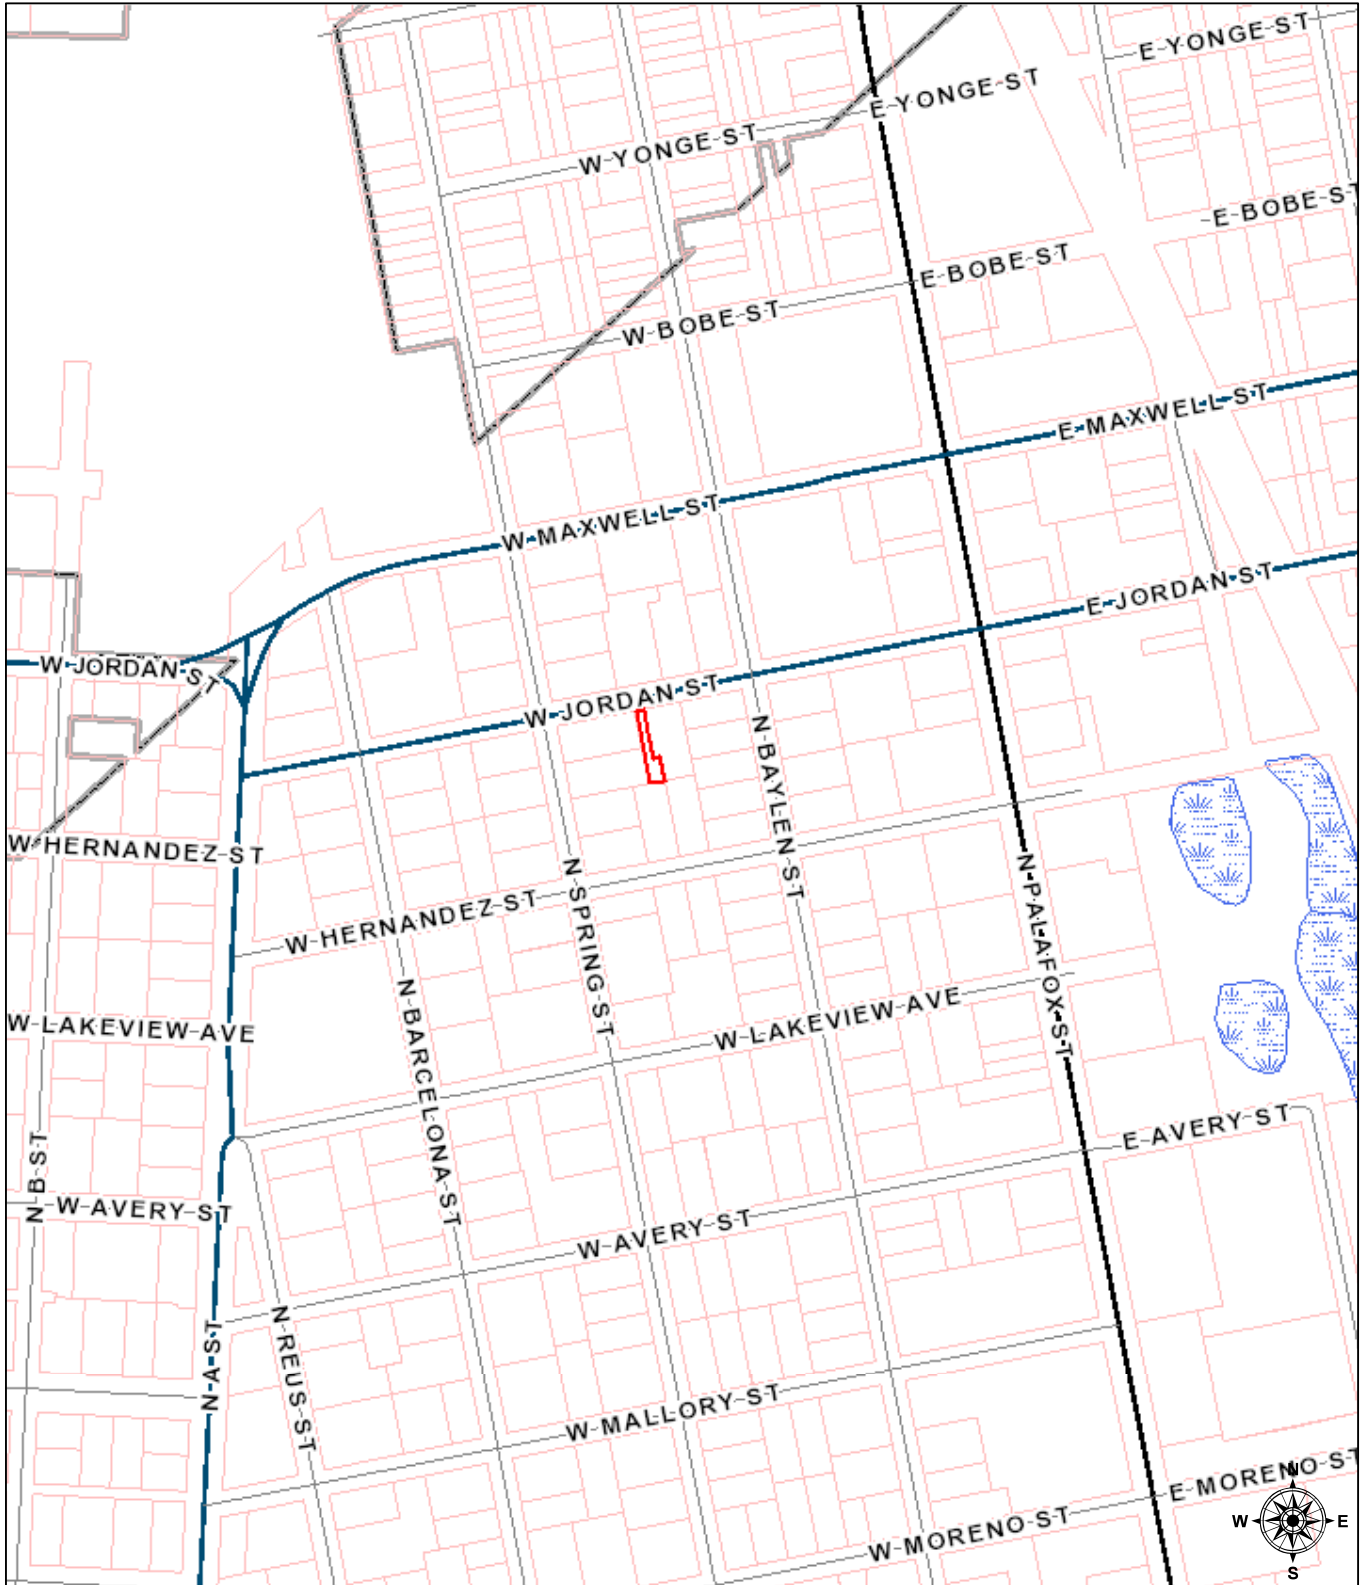 E YONGE ST
E YONGE ST
W YONGE ST
E BOBE ST
E BOBE ST
W BOBE ST
E MAXWELL ST
W MAXWELL ST
E JORDAN ST
W JORDAN ST
W JORDAN ST
N BAYLEN ST
W HERNANDEZ ST
W HERNANDEZ ST
N SPRING ST
N PALAFOX ST
N BARCELONA ST
W LAKEVIEW AVE
W LAKEVIEW AVE
E AVERY ST
N B ST
W AVERY ST
W AVERY ST
N A ST
N REUS ST
W MALLORY ST
E MORENO ST
W MORENO ST
N
W E
S